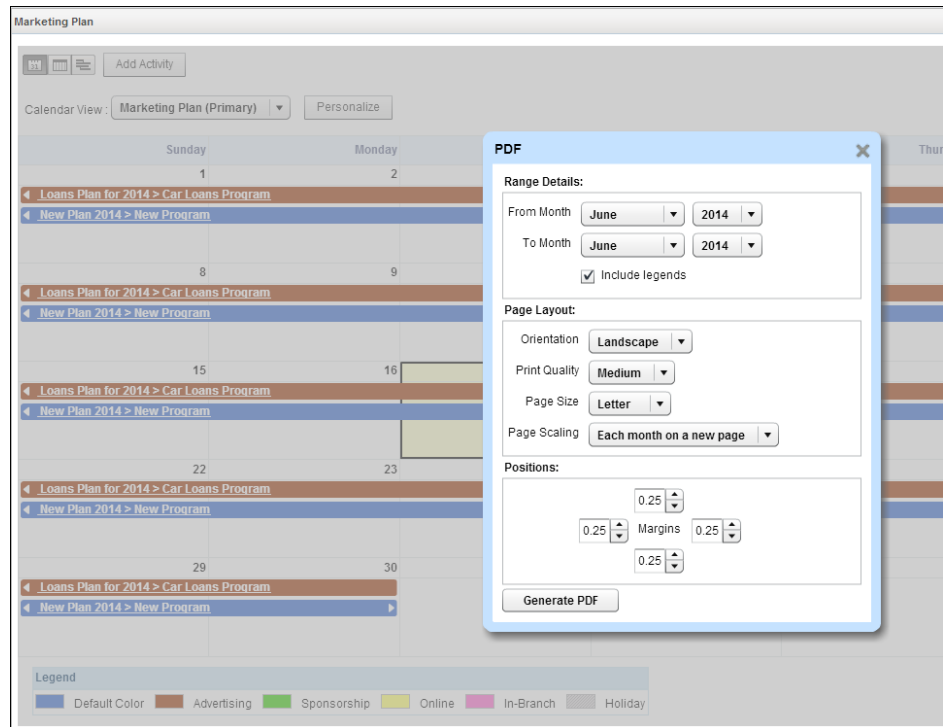 Marketing Plan
Add Activity
Calendar View : Marketing Plan (Primary) Personalize
Sunday Monday
1 2
Loans Plan for 2014 > Car Loans Program
New Plan 2014 > New Program
8 9
Loans Plan for 2014 > Car Loans Program
New Plan 2014 > New Program
15 16
Loans Plan for 2014 > Car Loans Program
New Plan 2014 > New Program
22 23
Loans Plan for 2014 > Car Loans Program
New Plan 2014 > New Program
29 30
Loans Plan for 2014 > Car Loans Program
New Plan 2014 > New Program
Legend
Default Color Advertising Sponsorship Online In-Branch Holiday
PDF
Range Details:
From Month June 2014
To Month June 2014
Include legends
Page Layout:
Orientation Landscape
Print Quality Medium
Page Size Letter
Page Scaling Each month on a new page
Positions:
0.25
0.25 Margins 0.25
0.25
Generate PDF
Thur